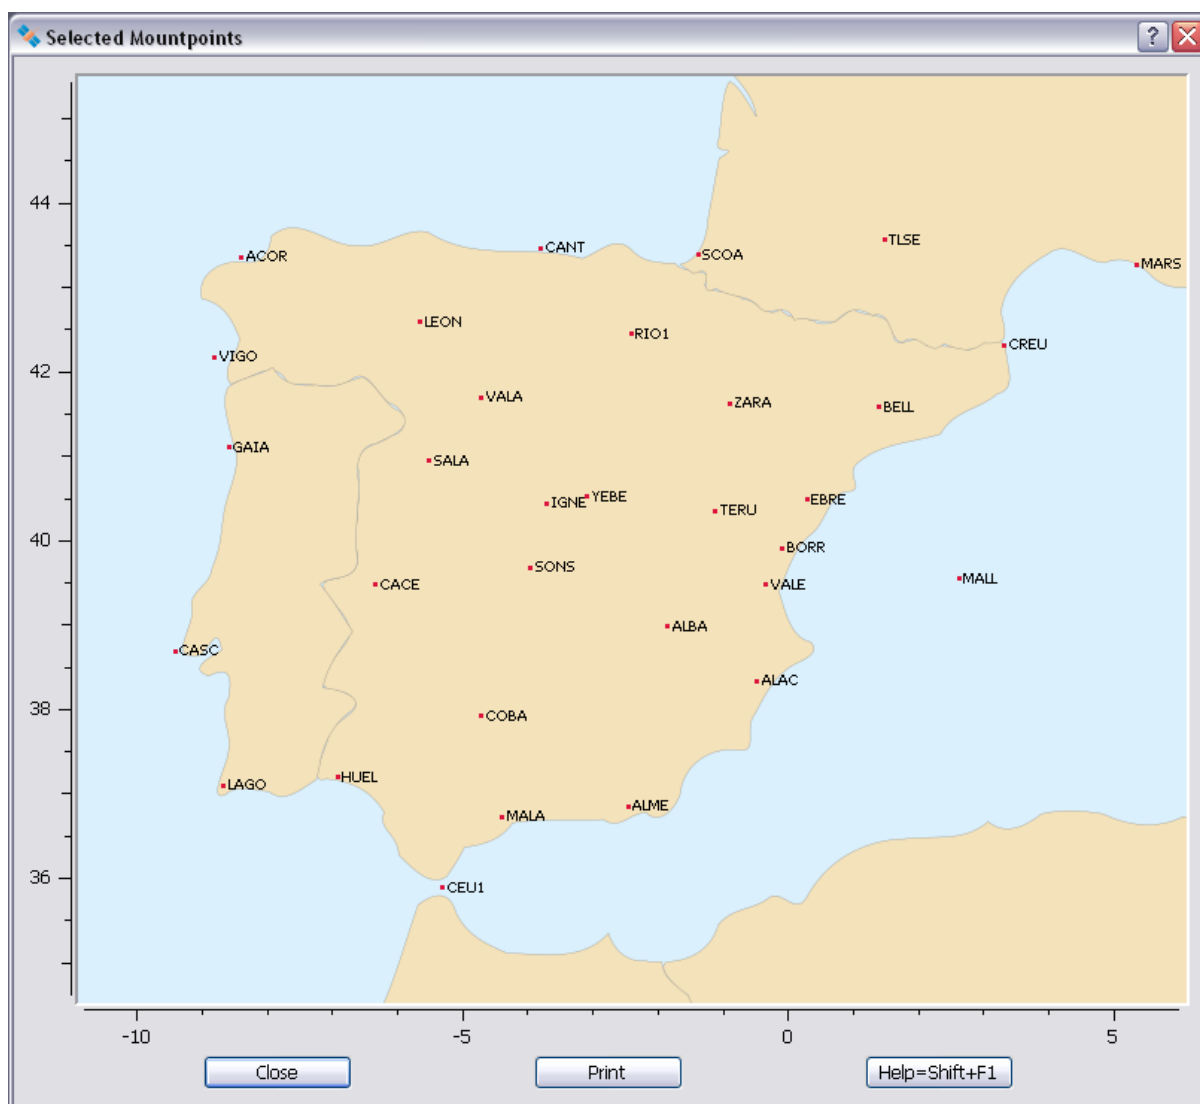 Selected Mountpoints
?
44
42
40
38
36
ACOR
CANT
SCOA
TLSE
MARS
LEON
RIO1
CREU
VIGO
VALA
ZARA
BELL
GAIA
SALA
IGNE
YEBE
TERU
EBRE
BORR
SONS
CACE
VALE
MALL
ALBA
CASC
ALAC
COBA
LAGO
HUEL
MALA
ALME
CEU1
-10
-5
0
5
Close
Print
Help=Shift+F1